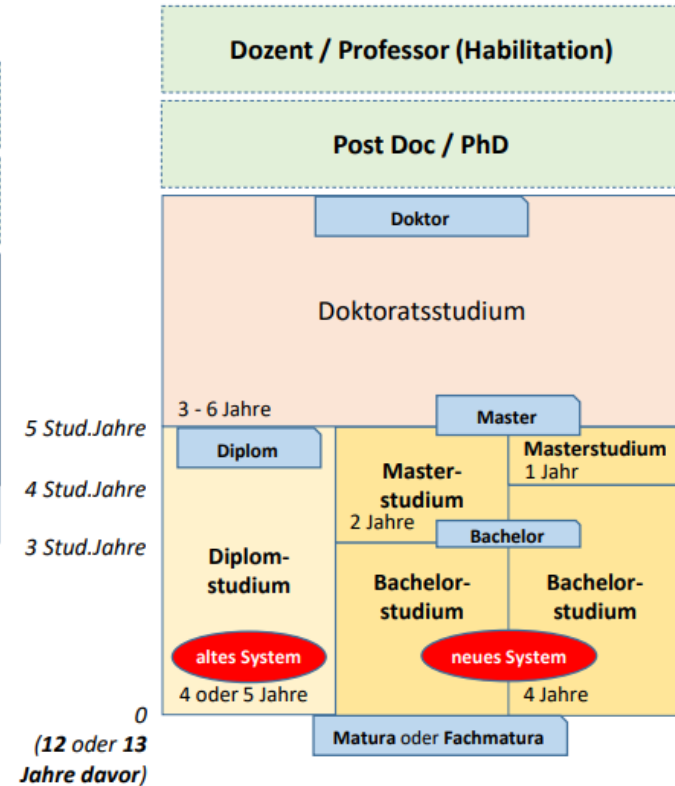 Dozent / Professor (Habilitation)
Post Doc / PhD
Doktor
Doktoratsstudium
3 - 6 Jahre
5 Stud.Jahre
Master
Diplom
Masterstudium
1 Jahr
Master-
studium
2 Jahre
4 Stud.Jahre
Bachelor
3 Stud.Jahre
Diplom-
studium
Bachelor-
studium
Bachelor-
studium
altes System
neues System
4 oder 5 Jahre
4 Jahre
0
(12 oder 13
Jahre davor)
Matura oder Fachmatura